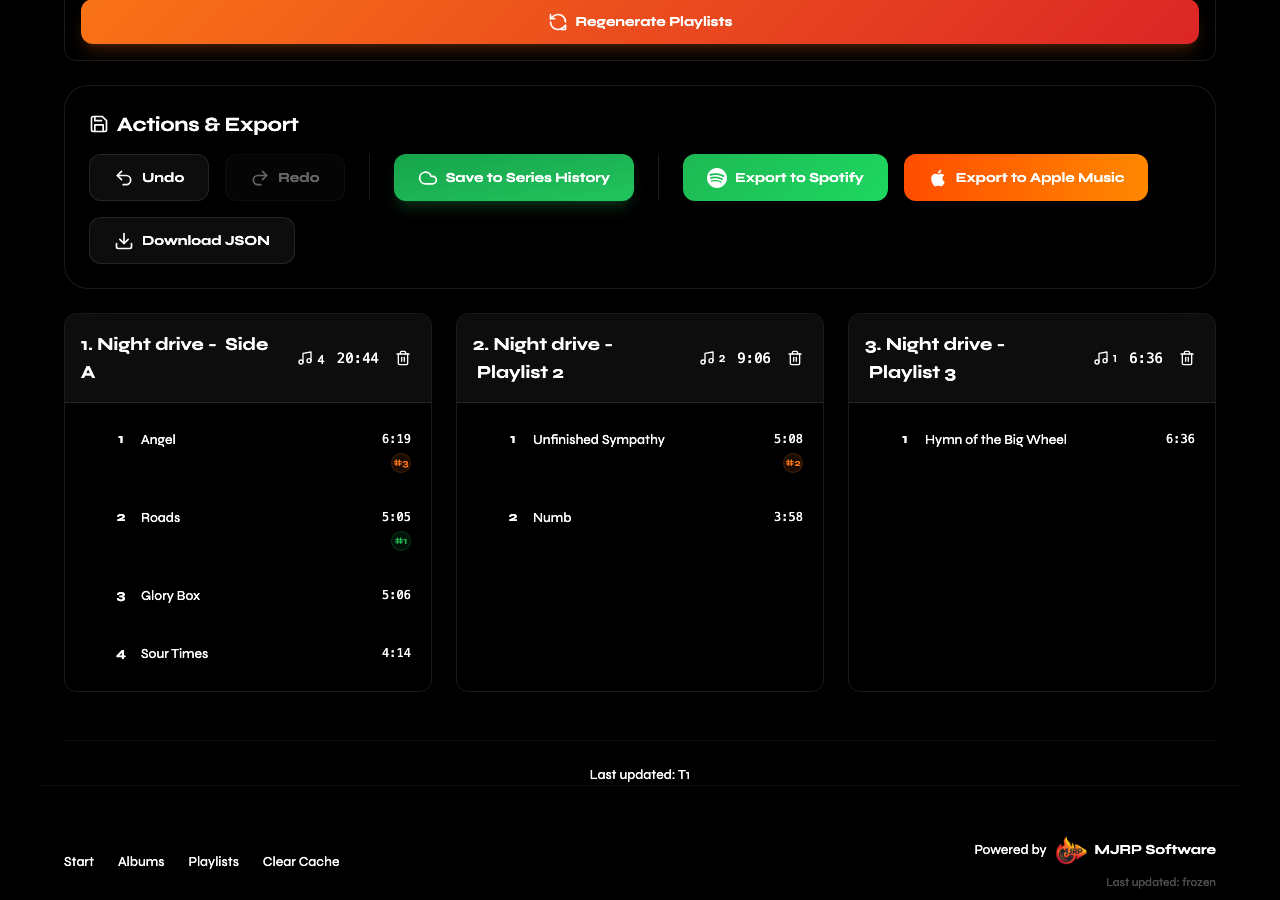 Regenerate Playlists
Actions & Export
Undo
Redo
Save to Series History
Export to Spotify
Export to Apple Music
Download JSON
1. Night drive - Side
A
4
20:44
1 Angel 6:19
#3
2 Roads 5:05
#1
3 Glory Box 5:06
4 Sour Times 4:14
2. Night drive -
Playlist 2
2
9:06
1 Unfinished Sympathy 5:08
#2
2 Numb 3:58
3. Night drive -
Playlist 3
1
6:36
1 Hymn of the Big Wheel 6:36
Last updated: T1
Start
Albums
Playlists
Clear Cache
Powered by
MJRP
MJRP Software
Last updated: frozen